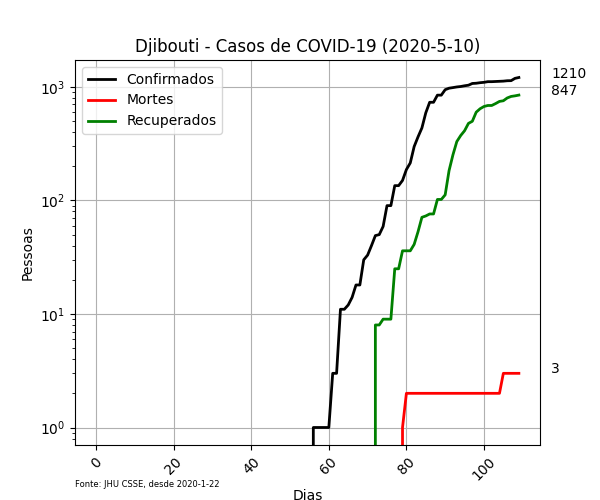 Djibouti - Casos de COVID-19 (2020-5-10)
Confirmados
Mortes
Recuperados
1210
847
3
Pessoas
10³
10²
10¹
10⁰
0
20
40
60
80
100
Fonte: JHU CSSE, desde 2020-1-22
Dias